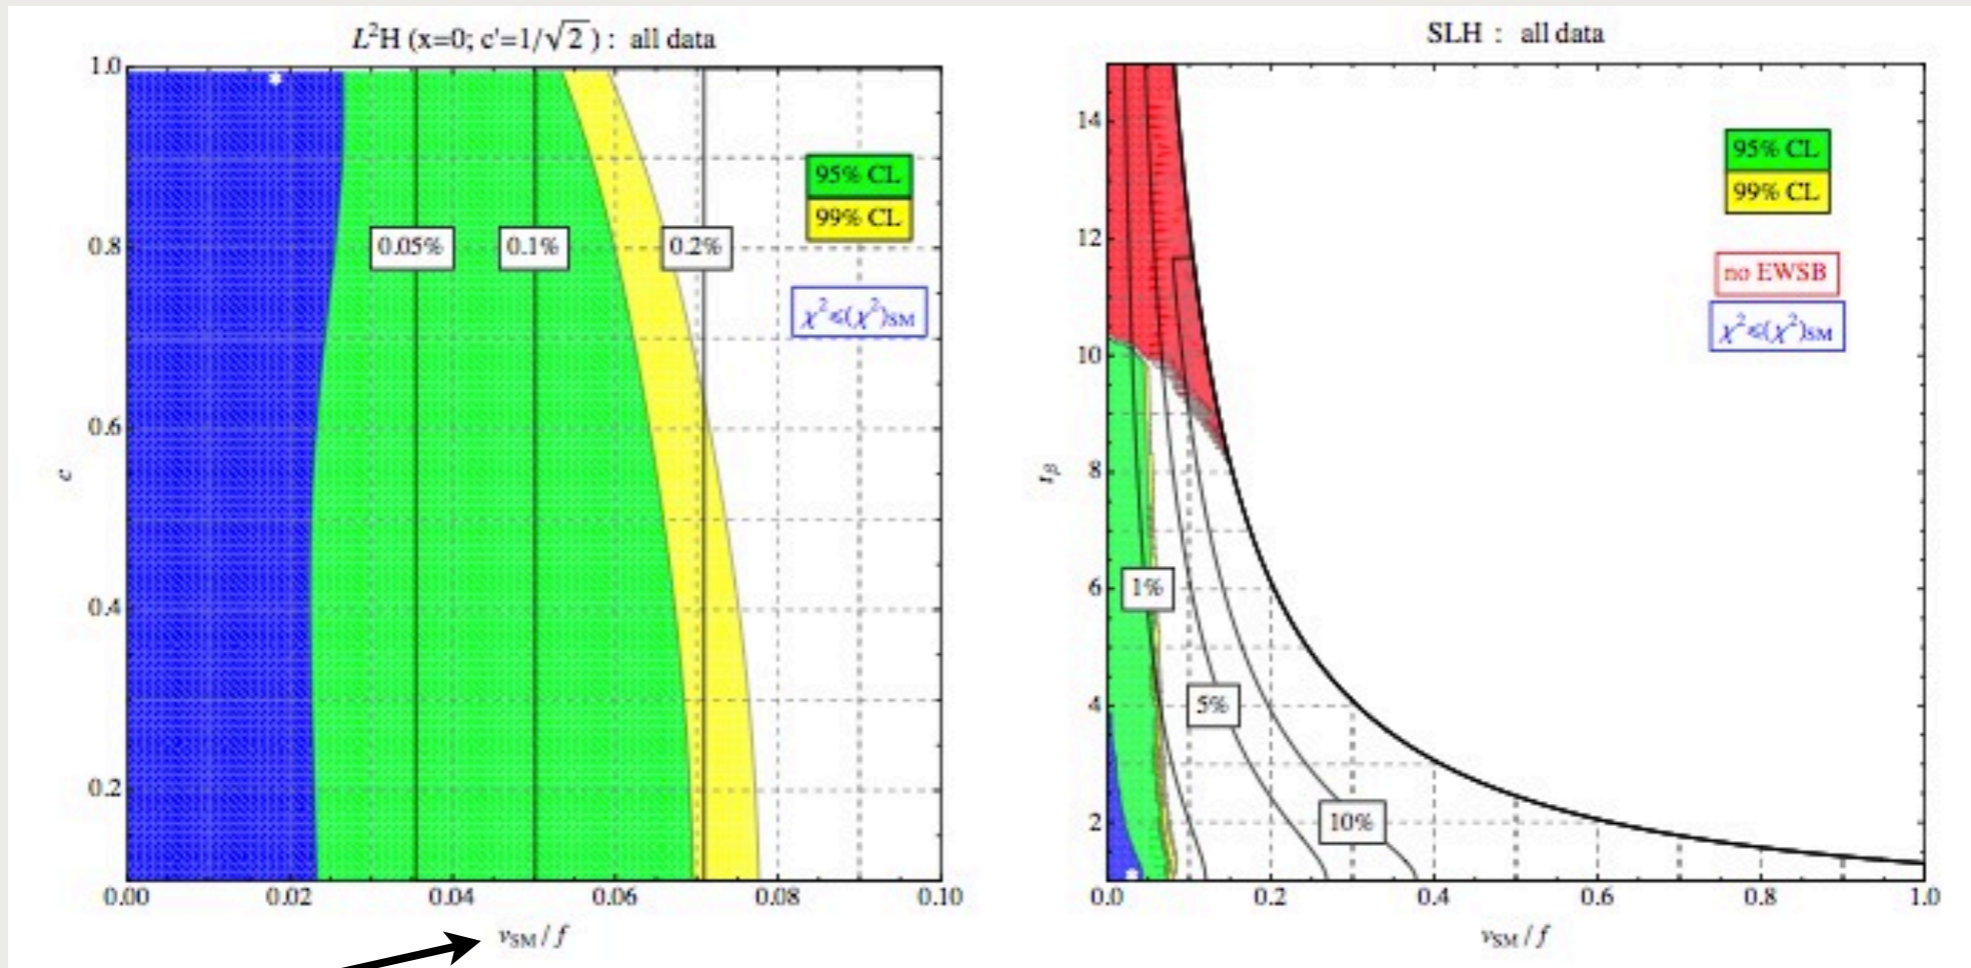 L²H (x=0; c'=1/√2) : all data
1.0
0.8
0.6
0.4
0.2
c
0.05%
0.1%
0.2%
95% CL
99% CL
χ²≤(χ²)SM
0.00
0.02
0.04
0.06
0.08
0.10
vSM / f
SLH : all data
14
12
10
8
6
4
2
tβ
95% CL
99% CL
no EWSB
χ²≤(χ²)SM
1%
5%
10%
0.0
0.2
0.4
0.6
0.8
1.0
vSM / f